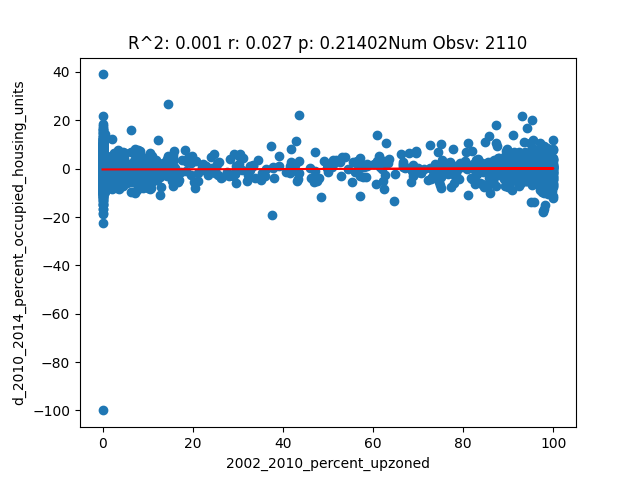 R^2: 0.001 r: 0.027 p: 0.21402Num Obsv: 2110
d_2010_2014_percent_occupied_housing_units
40
20
0
−20
−40
−60
−80
−100
0 20 40 60 80 100
2002_2010_percent_upzoned